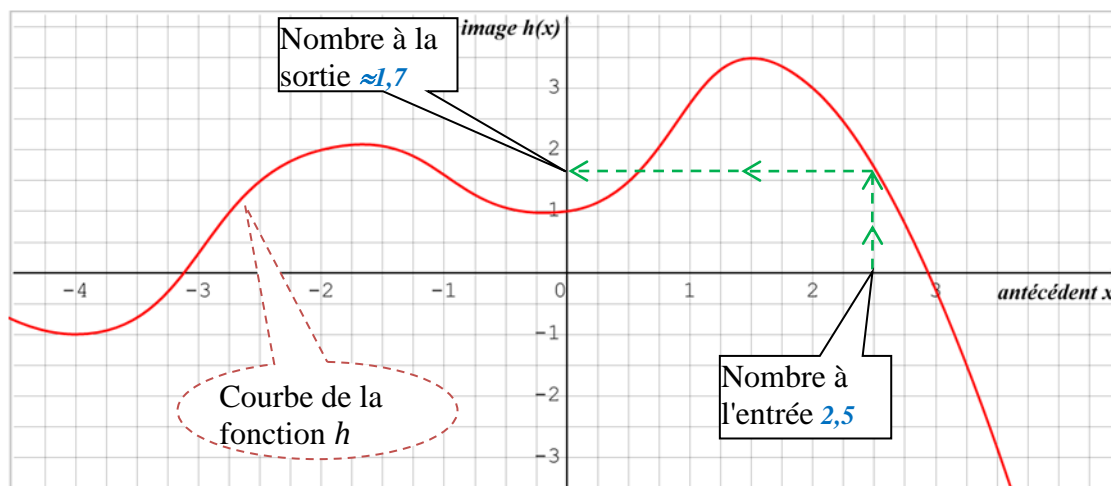 image h(x)
Nombre à la
sortie ≈1,7
3
2
1
-4 -3 -2 -1 0 1 2 3 antécédent x
-1
-2
-3
Nombre à
l'entrée 2,5
Courbe de la
fonction h